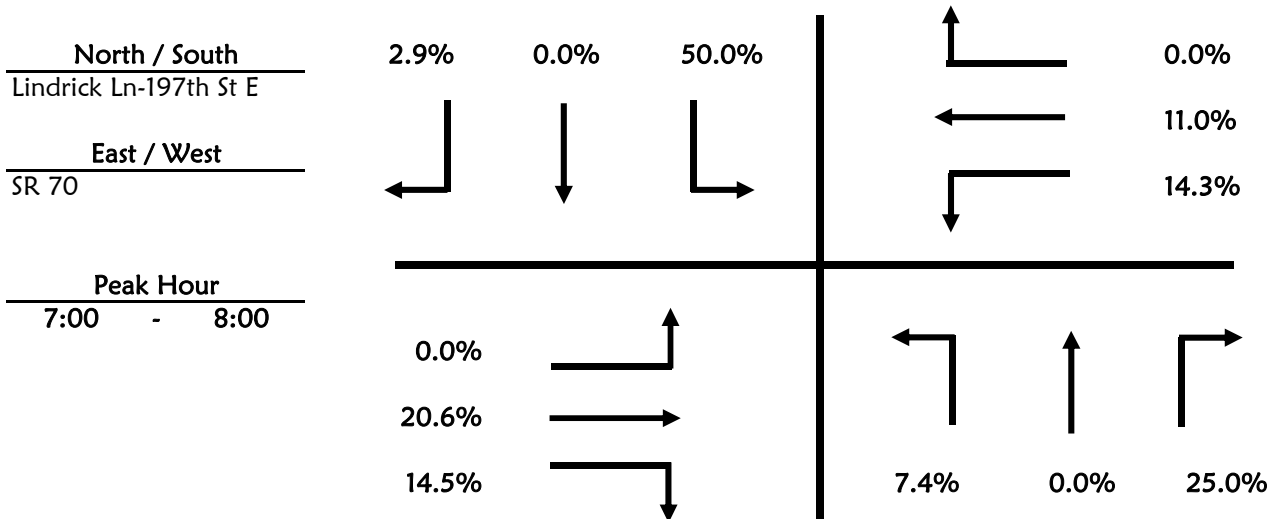 North / South
Lindrick Ln-197th St E
East / West
SR 70
Peak Hour
7:00 - 8:00
2.9% 0.0% 50.0%
0.0%
11.0%
14.3%
0.0%
20.6%
14.5%
7.4% 0.0% 25.0%